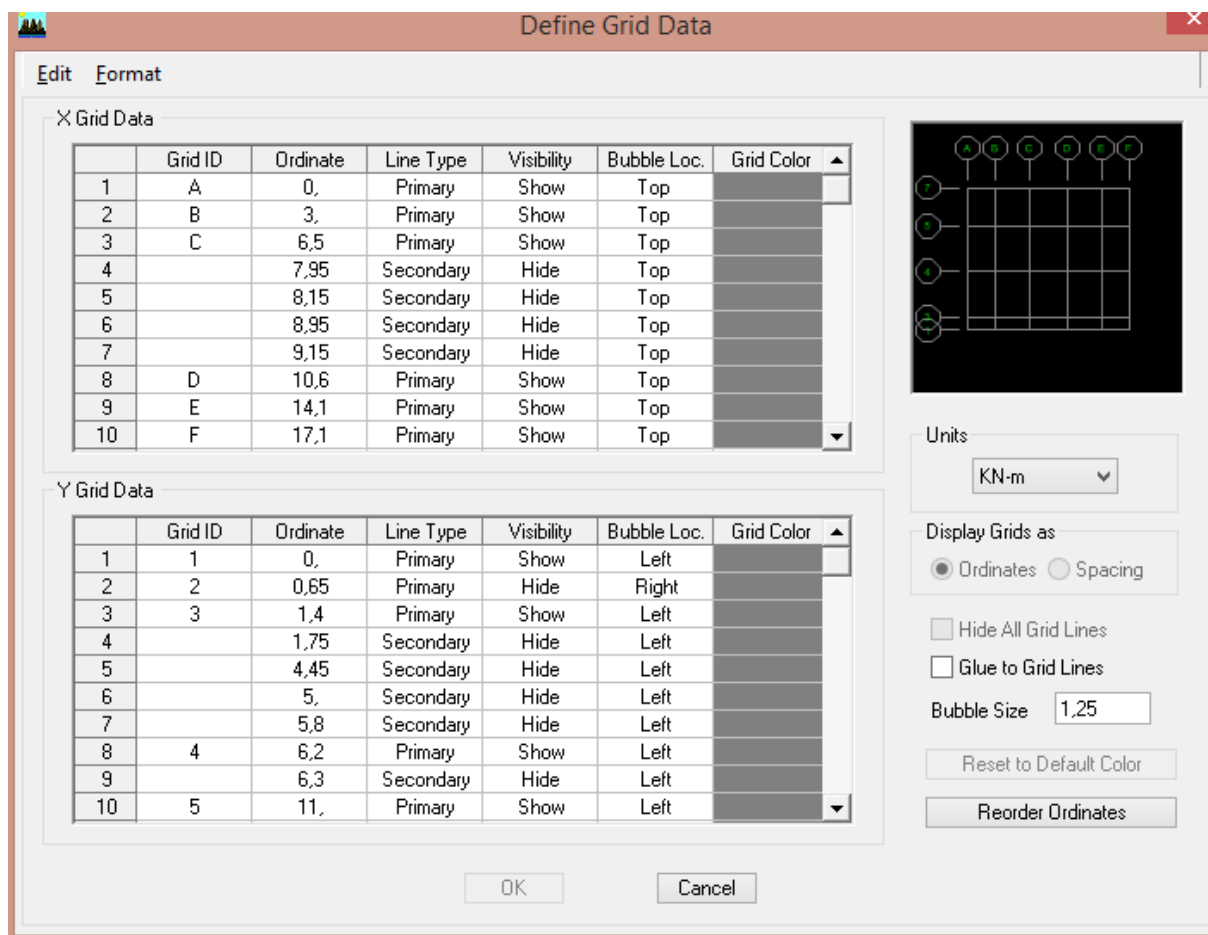 Define Grid Data
Edit Format
X Grid Data
Grid ID Ordinate Line Type Visibility Bubble Loc. Grid Color
1 A 0, Primary Show Top
2 B 3, Primary Show Top
3 C 6,5 Primary Show Top
4 7,95 Secondary Hide Top
5 8,15 Secondary Hide Top
6 8,95 Secondary Hide Top
7 9,15 Secondary Hide Top
8 D 10,6 Primary Show Top
9 E 14,1 Primary Show Top
10 F 17,1 Primary Show Top
Y Grid Data
Grid ID Ordinate Line Type Visibility Bubble Loc. Grid Color
1 1 0, Primary Show Left
2 2 0,65 Primary Hide Right
3 3 1,4 Primary Show Left
4 1,75 Secondary Hide Left
5 4,45 Secondary Hide Left
6 5, Secondary Hide Left
7 5,8 Secondary Hide Left
8 4 6,2 Primary Show Left
9 6,3 Secondary Hide Left
10 5 11, Primary Show Left
A B C D E F
7
5
4
Units
KN-m
Display Grids as
Ordinates Spacing
Hide All Grid Lines
Glue to Grid Lines
Bubble Size 1,25
Reset to Default Color
Reorder Ordinates
OK Cancel